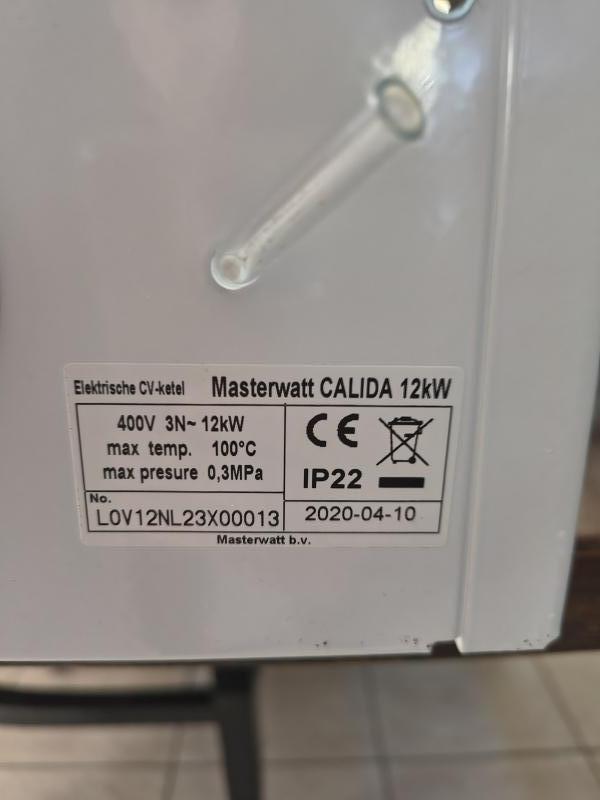 Elektrische CV-ketel Masterwatt CALIDA 12kW
400V 3N~ 12kW
max temp. 100°C
max presure 0,3MPa
CE
IP22
No.
LOV12NL23X00013
2020-04-10
Masterwatt b.v.